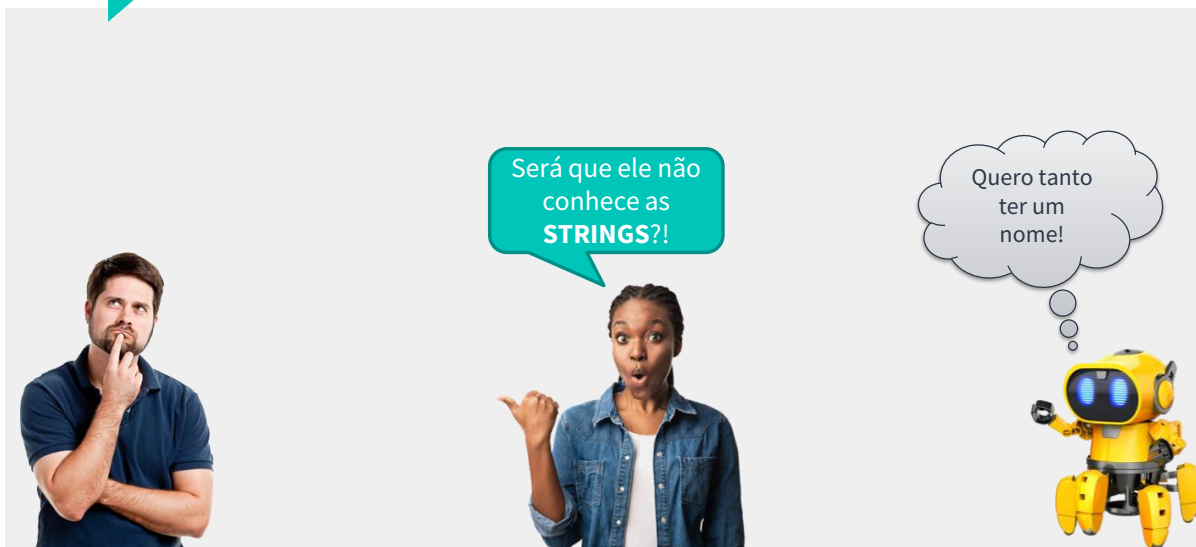 Será que ele não
conhece as
STRINGS?!
Quero tanto
ter um
nome!